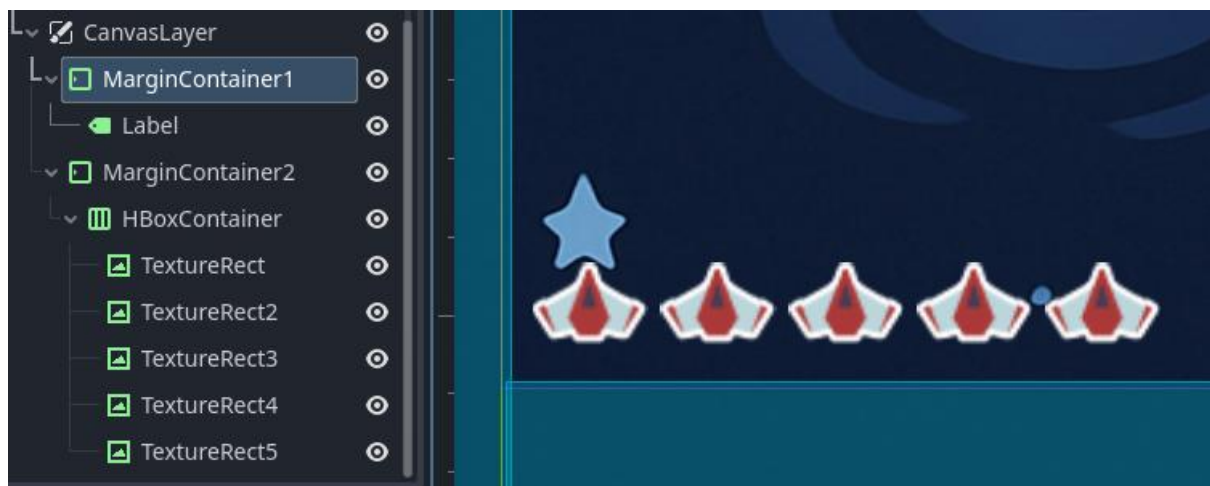 CanvasLayer
MarginContainer1
Label
MarginContainer2
HBoxContainer
TextureRect
TextureRect2
TextureRect3
TextureRect4
TextureRect5